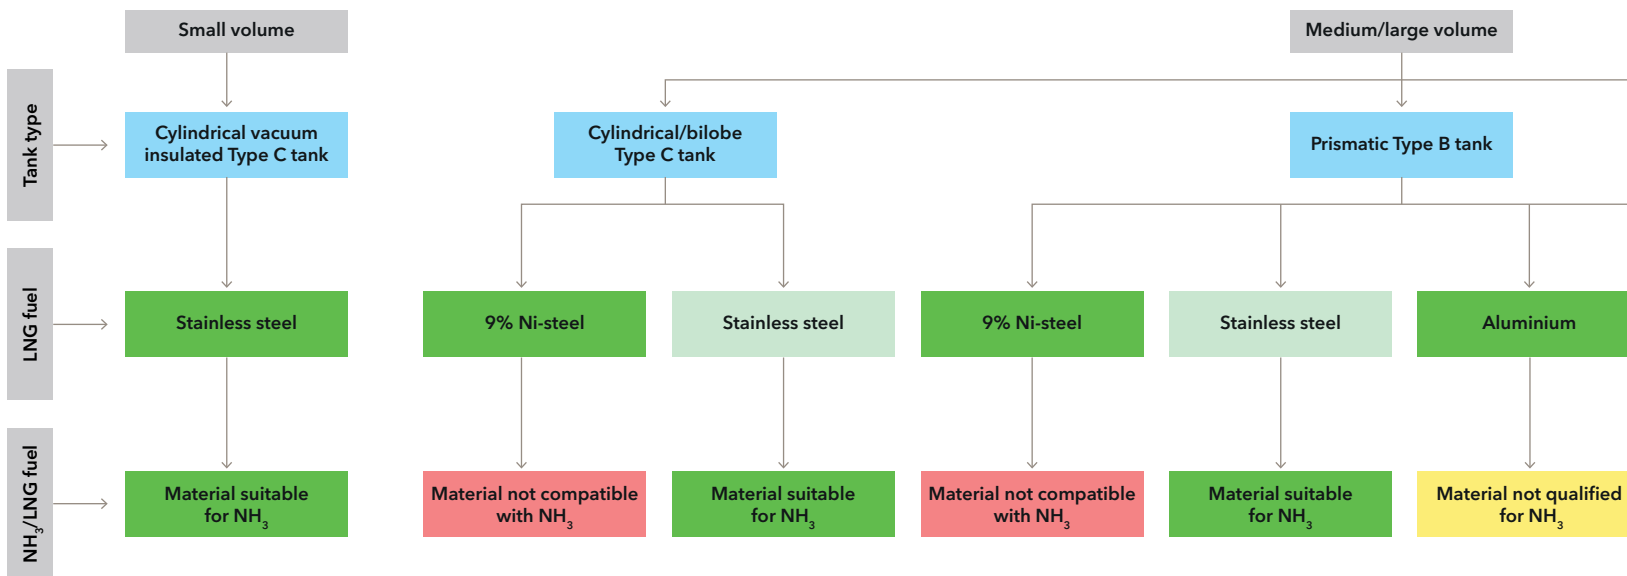 Small volume
Medium/large volume
Tank type
Cylindrical vacuum
insulated Type C tank
Cylindrical/bilobe
Type C tank
Prismatic Type B tank
LNG fuel
Stainless steel
9% Ni-steel
Stainless steel
9% Ni-steel
Stainless steel
Aluminium
NH₃/LNG fuel
Material suitable
for NH₃
Material not compatible
with NH₃
Material suitable
for NH₃
Material not compatible
with NH₃
Material suitable
for NH₃
Material not qualified
for NH₃